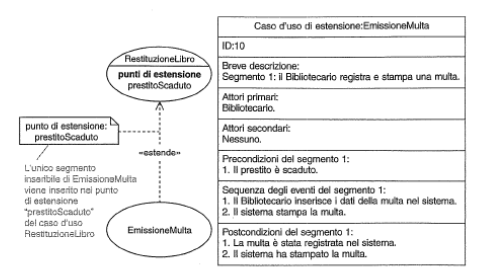 RestituzioneLibro
punti di estensione
prestitoScaduto
punto di estensione:
prestitoScaduto
«estende»
L'unico segmento
inseribile di EmissioneMulta
viene inserito nel punto
di estensione
"prestitoScaduto"
del caso d'uso
RestituzioneLibro
EmissioneMulta
Caso d'uso di estensione:EmissioneMulta
ID:10
Breve descrizione:
Segmento 1: il Bibliotecario registra e stampa una multa.
Attori primari:
Bibliotecario.
Attori secondari:
Nessuno.
Precondizioni del segmento 1:
1. Il prestito è scaduto.
Sequenza degli eventi del segmento 1:
1. Il Bibliotecario inserisce i dati della multa nel sistema.
2. Il sistema stampa la multa.
Postcondizioni del segmento 1:
1. La multa è stata registrata nel sistema.
2. Il sistema ha stampato la multa.